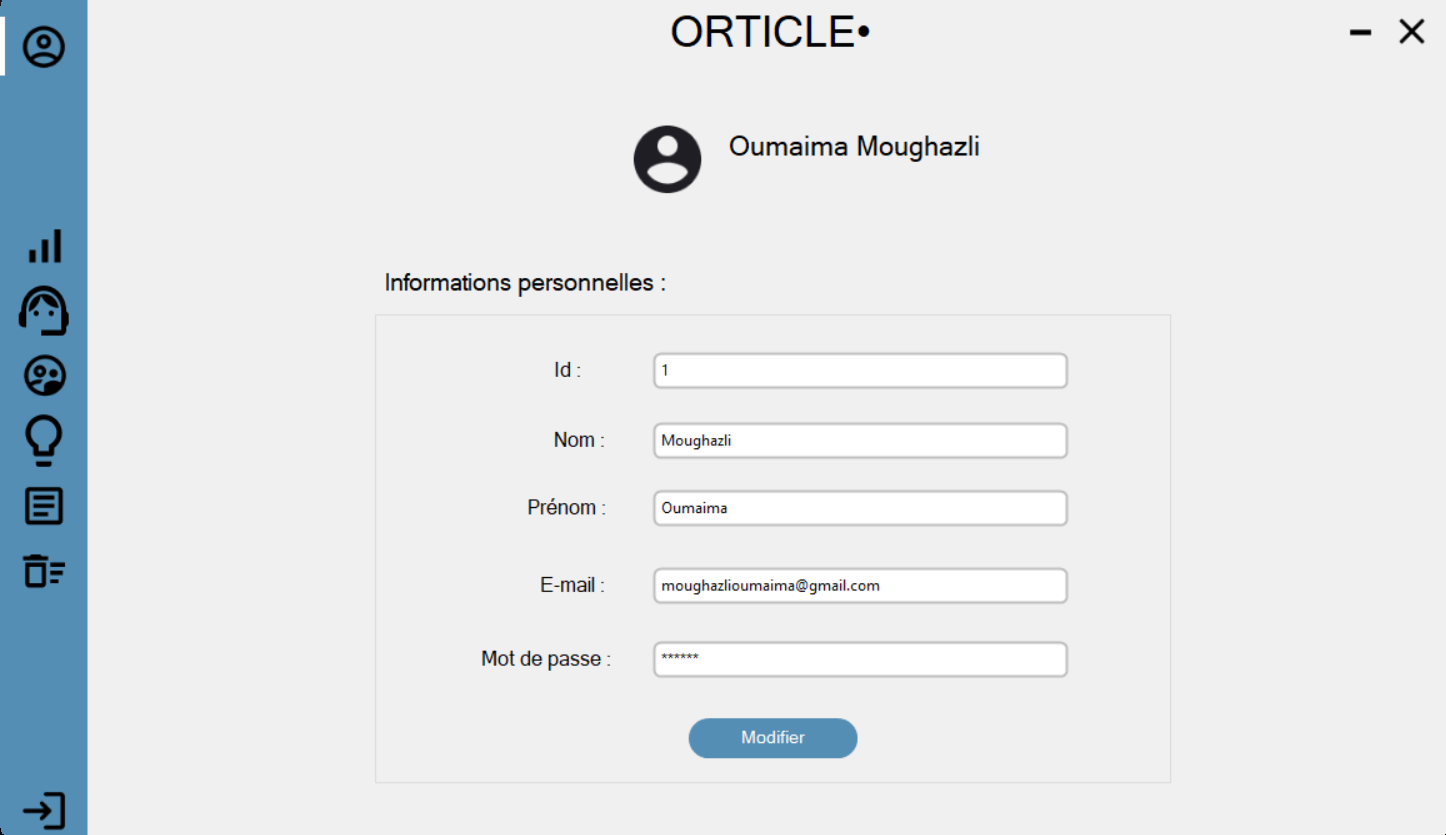 ORTICLE•
Oumaima Moughazli
Informations personnelles :
Id : 1
Nom : Moughazli
Prénom : Oumaima
E-mail : moughazlioumaima@gmail.com
Mot de passe : ******
Modifier